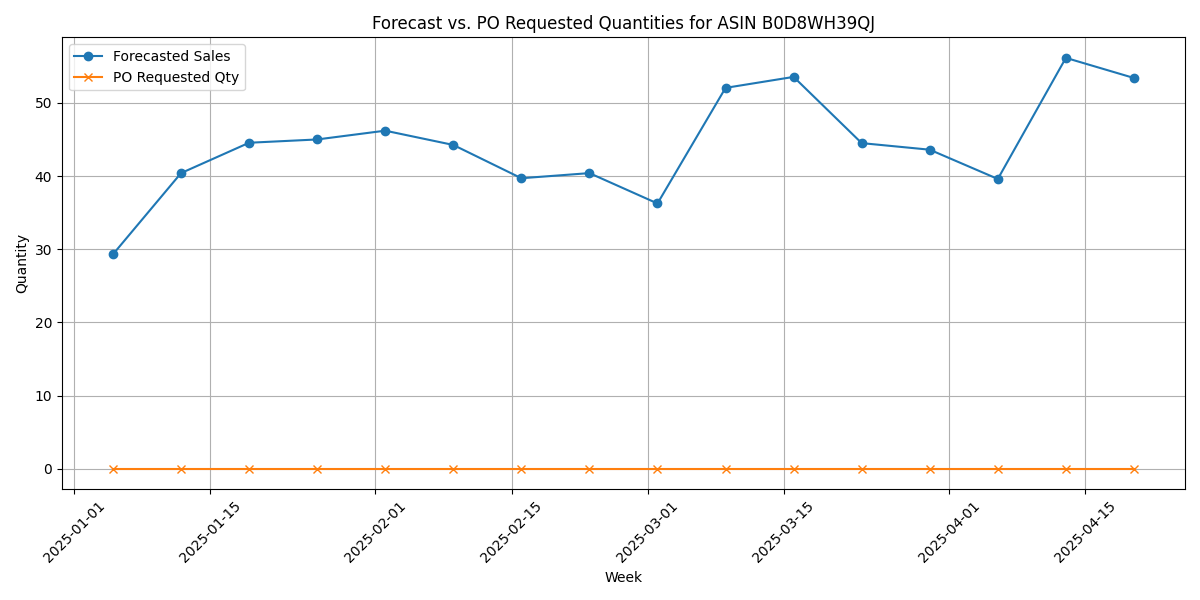 Forecast vs. PO Requested Quantities for ASIN B0D8WH39QJ
Forecasted Sales
PO Requested Qty
Quantity
50
40
30
20
10
0
2025-01-01
2025-01-15
2025-02-01
2025-02-15
2025-03-01
2025-03-15
2025-04-01
2025-04-15
Week